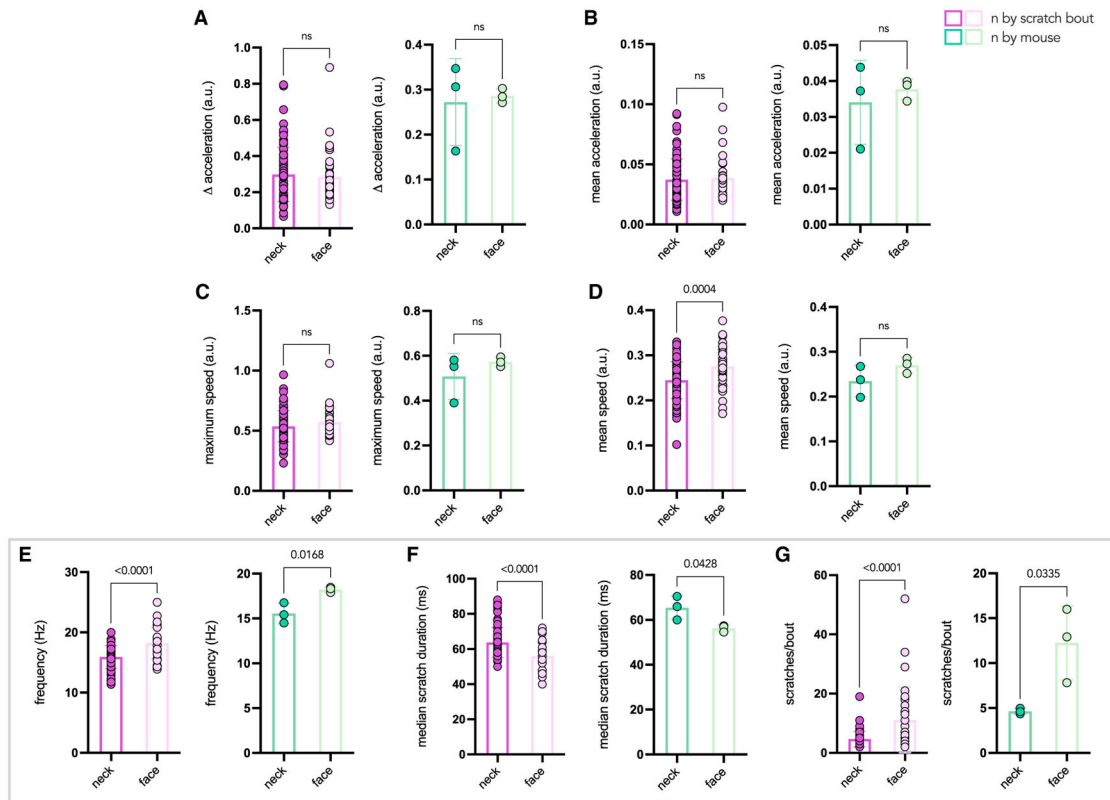 A
B
n by scratch bout
n by mouse
ns
Δ acceleration (a.u.)
1.0
0.8
0.6
0.4
0.2
0.0
neck
face
ns
Δ acceleration (a.u.)
0.4
0.3
0.2
0.1
0.0
neck
face
ns
mean acceleration (a.u.)
0.15
0.10
0.05
0.00
neck
face
ns
mean acceleration (a.u.)
0.05
0.04
0.03
0.02
0.01
0.00
neck
face
C
ns
maximum speed (a.u.)
1.5
1.0
0.5
0.0
neck
face
ns
maximum speed (a.u.)
0.8
0.6
0.4
0.2
0.0
neck
face
D
0.0004
mean speed (a.u.)
0.4
0.3
0.2
0.1
0.0
neck
face
ns
mean speed (a.u.)
0.4
0.3
0.2
0.1
0.0
neck
face
E
<0.0001
frequency (Hz)
30
20
10
0
neck
face
0.0168
frequency (Hz)
20
15
10
5
0
neck
face
F
<0.0001
median scratch duration (ms)
100
80
60
40
20
0
neck
face
0.0428
median scratch duration (ms)
80
60
40
20
0
neck
face
G
<0.0001
scratches/bout
60
40
20
0
neck
face
0.0335
scratches/bout
20
15
10
5
0
neck
face